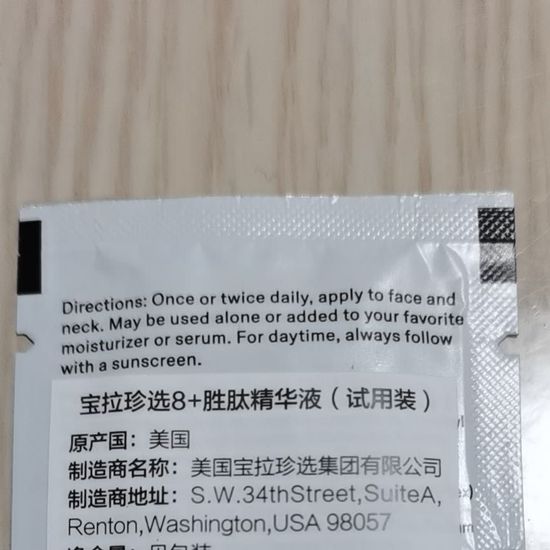 Directions: Once or twice daily, apply to face and
neck. May be used alone or added to your favorite
moisturizer or serum. For daytime, always follow
with a sunscreen.
宝拉珍选8+胜肽精华液（试用装）
原产国：美国
制造商名称：美国宝拉珍选集团有限公司
制造商地址：S.W.34thStreet,SuiteA,
Renton,Washington,USA 98057